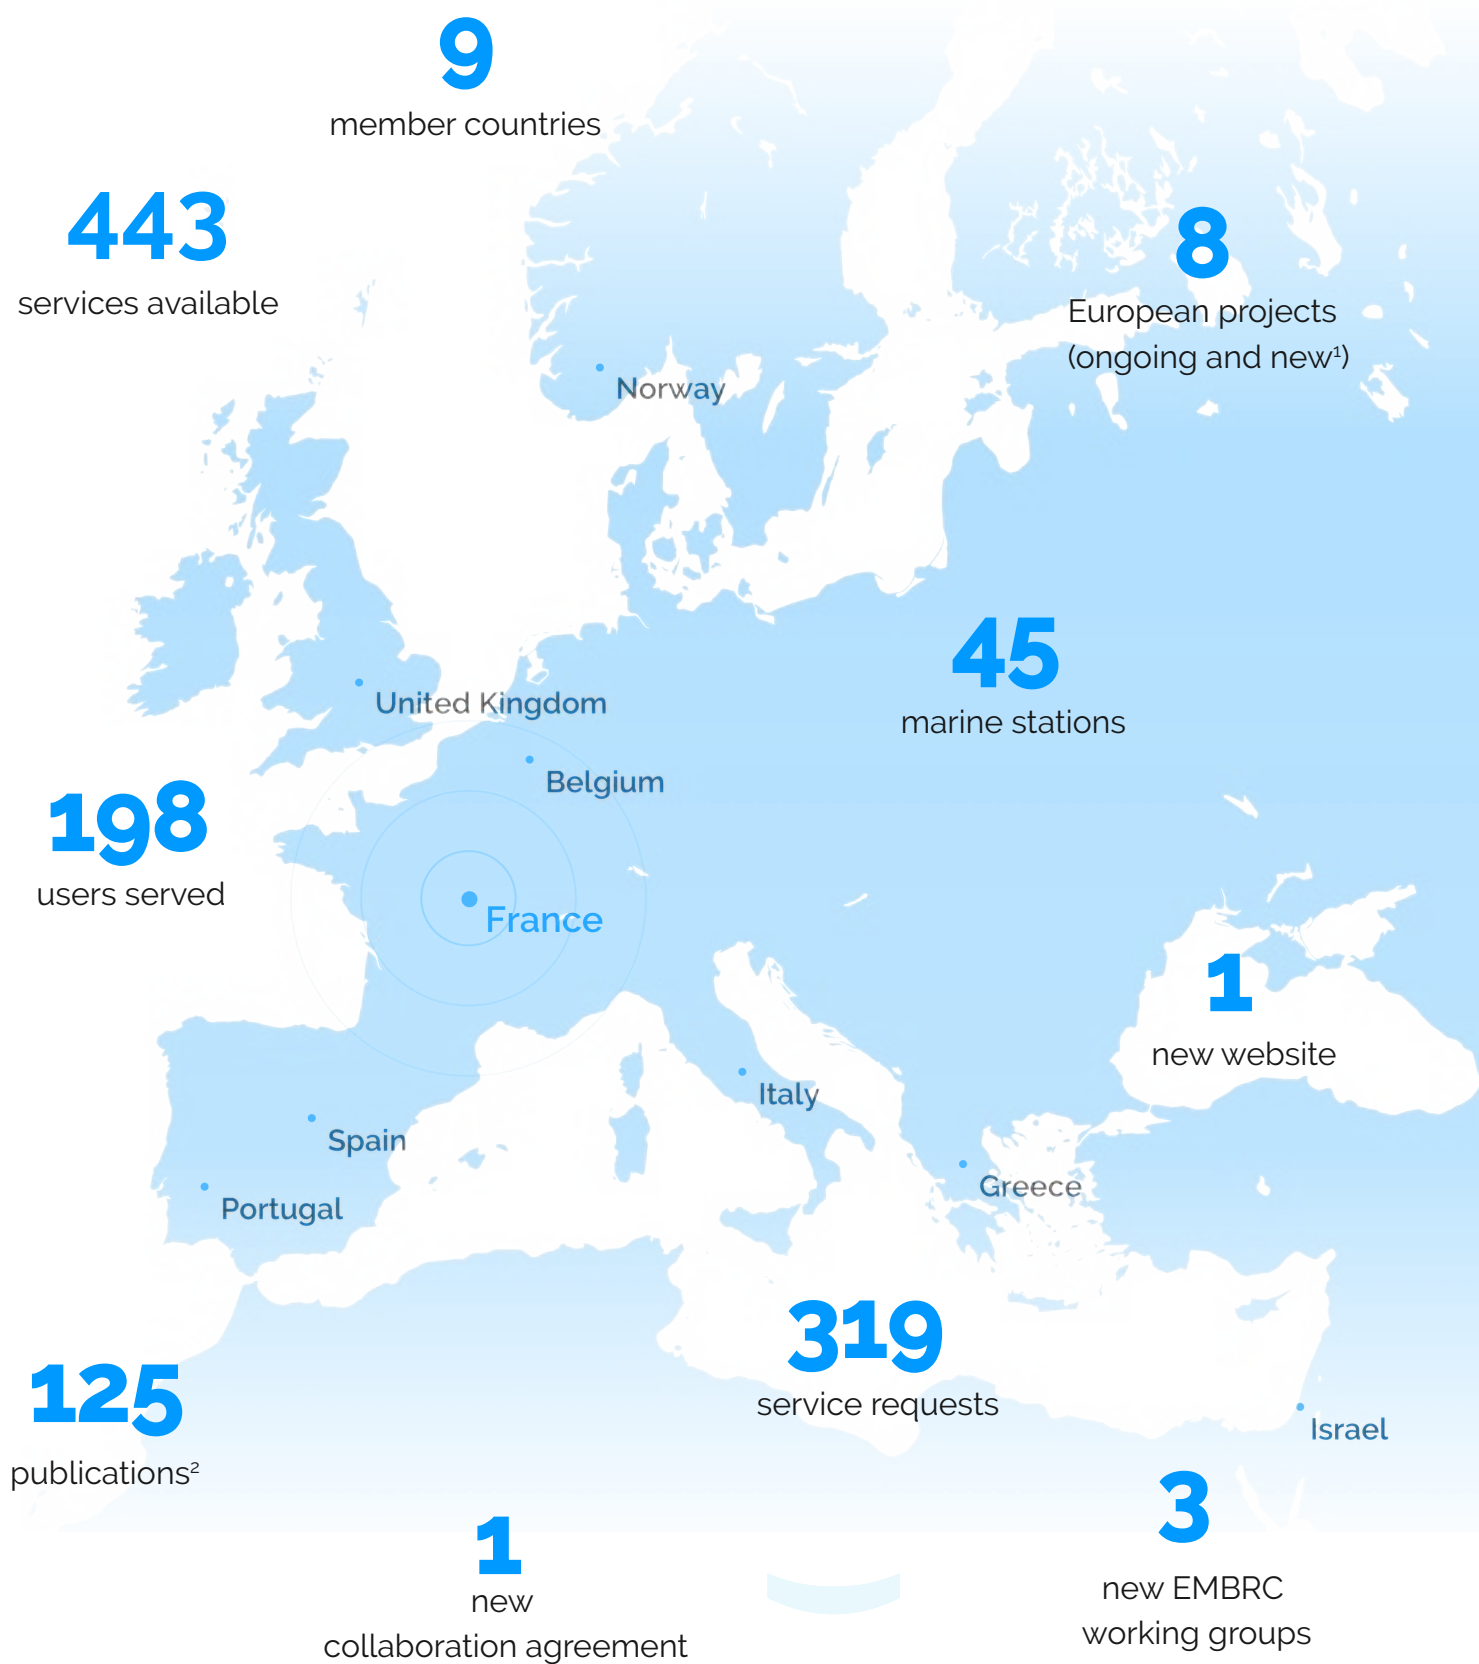 9
member countries
443
services available
8
European projects
(ongoing and new¹)
Norway
45
marine stations
United Kingdom
Belgium
198
users served
France
1
new website
Italy
Spain
Greece
Portugal
319
service requests
125
publications²
Israel
3
new EMBRC
working groups
1
new
collaboration agreement